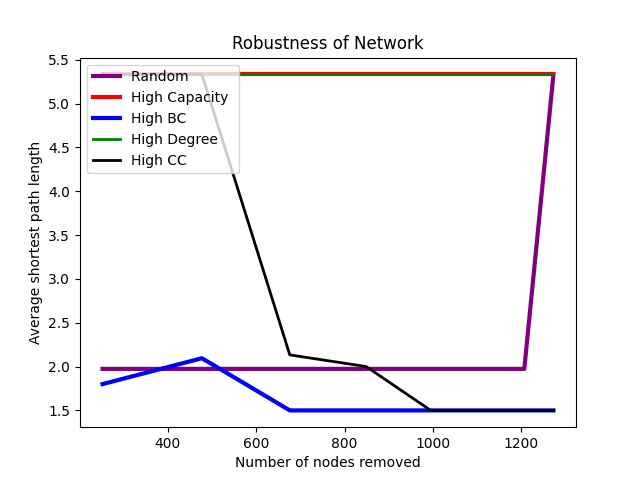 Robustness of Network
Average shortest path length
5.5
5.0
4.5
4.0
3.5
3.0
2.5
2.0
1.5
Random
High Capacity
High BC
High Degree
High CC
400 600 800 1000 1200
Number of nodes removed